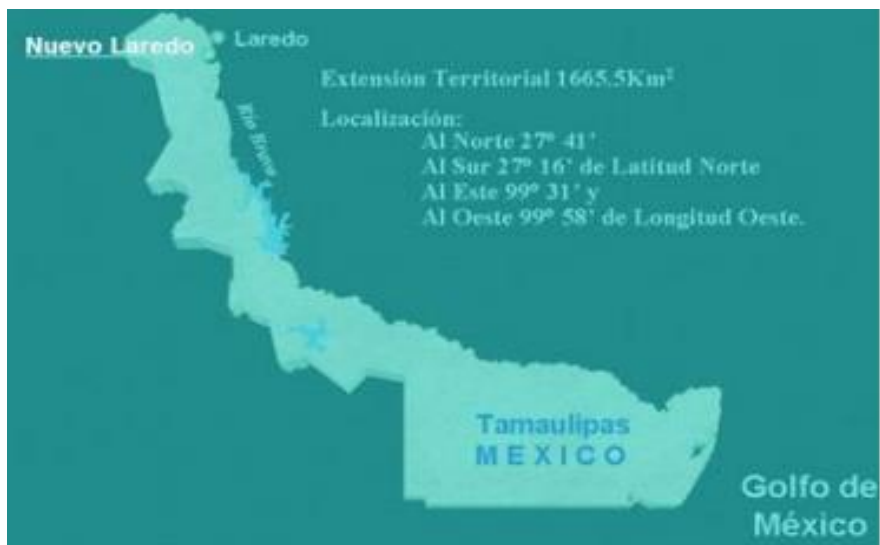 Nuevo Laredo
Laredo
Extensión Territorial 1665.5Km²
Localización:
Al Norte 27º 41'
Al Sur 27º 16' de Latitud Norte
Al Este 99º 31' y
Al Oeste 99º 58' de Longitud Oeste.
Río Bravo
Tamaulipas
MEXICO
Golfo de
México